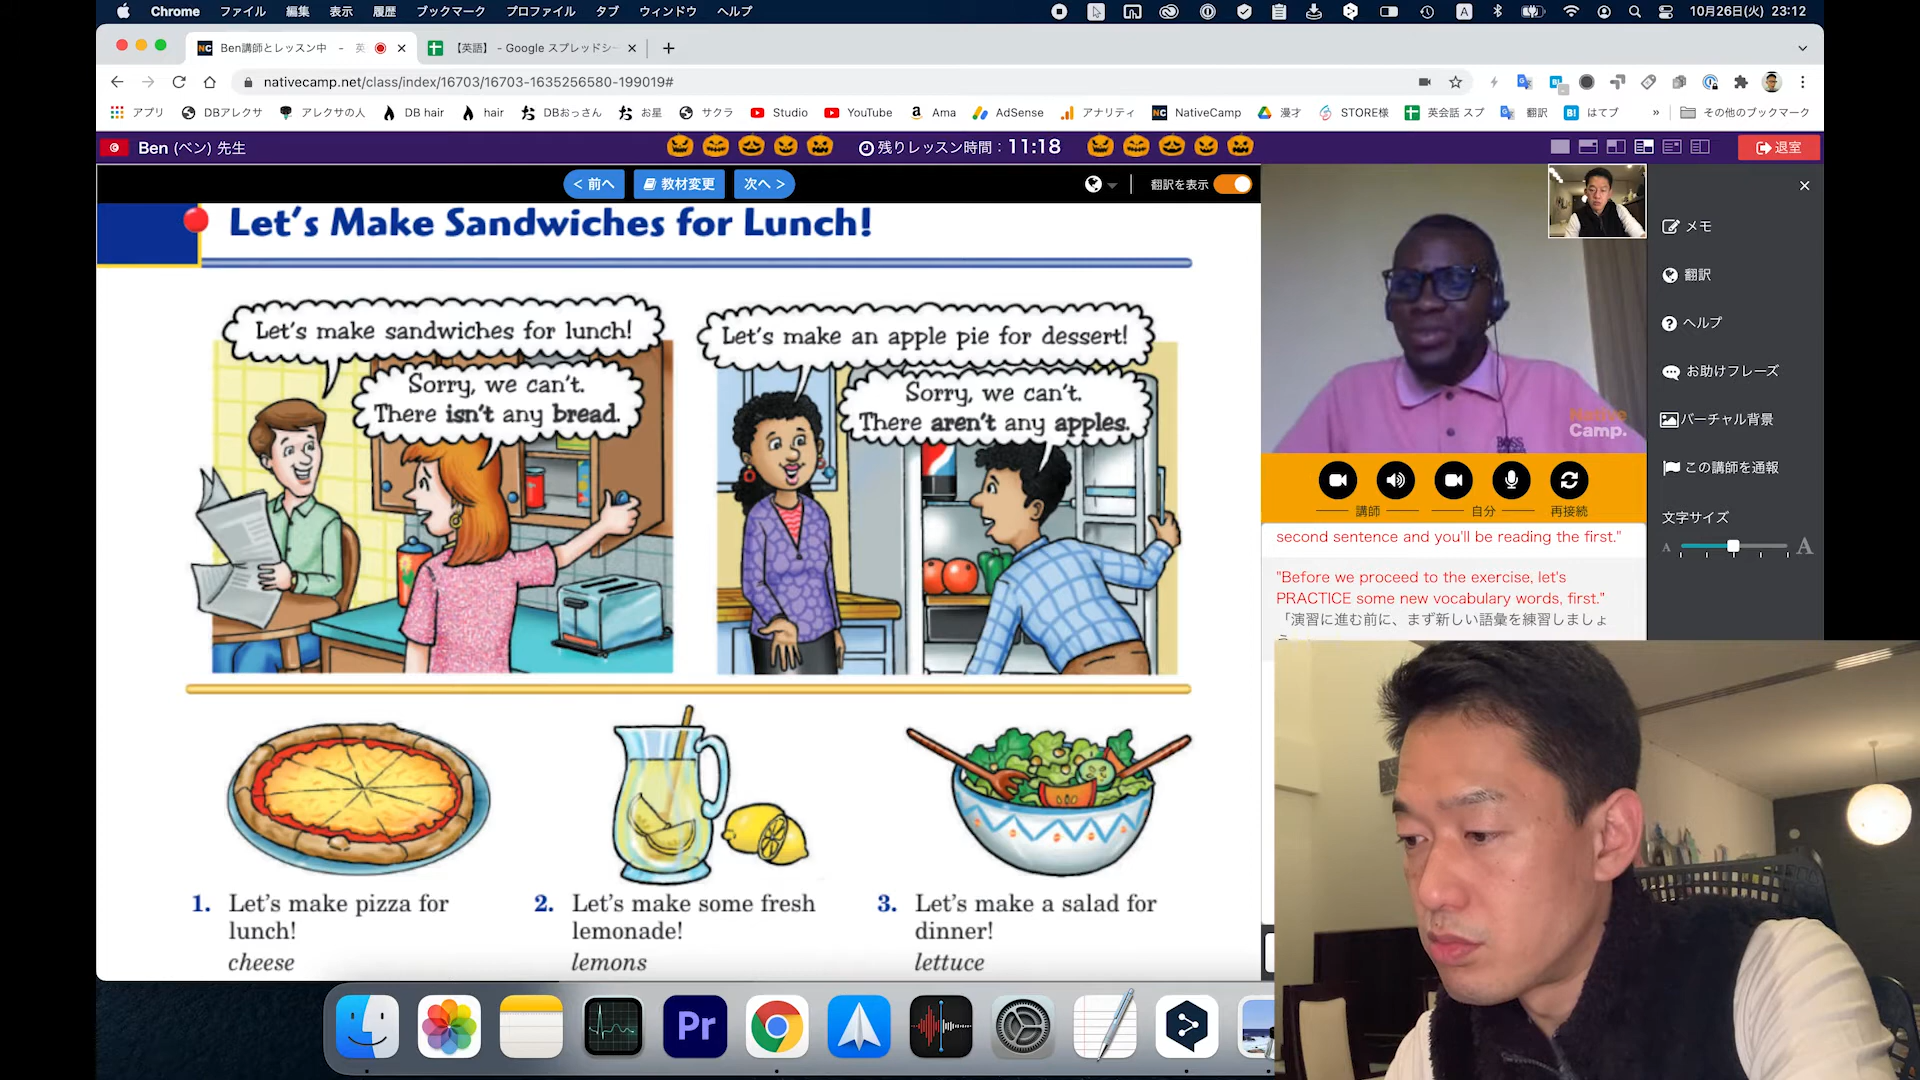 Chrome ファイル 編集 表示 履歴 ブックマーク プロファイル タブ ウィンドウ ヘルプ
A 10月26日(火) 23:12
NC Ben講師とレッスン中 - 英
【英語】 - Google スプレッドシー
nativecamp.net/class/index/16703/16703-1635256580-199019#
アプリ DBアレクサ アレクサの人 DB hair hair DBおっさん お星 サクラ Studio YouTube Ama AdSense アナリティ NC NativeCamp 漫才 STORE様 英会話 スプ 翻訳 B! はてブ » その他のブックマーク
Ben (ベン) 先生
残りレッスン時間: 11:18
退室
< 前へ
教材変更
次へ >
翻訳を表示
Let's Make Sandwiches for Lunch!
Let's make sandwiches for lunch!
Sorry, we can't.
There isn't any bread.
Let's make an apple pie for dessert!
Sorry, we can't.
There aren't any apples.
1. Let's make pizza for
lunch!
cheese
2. Let's make some fresh
lemonade!
lemons
3. Let's make a salad for
dinner!
lettuce
Native
Camp.
BOSS
講師 自分 再接続
second sentence and you'll be reading the first."
"Before we proceed to the exercise, let's
PRACTICE some new vocabulary words, first."
「演習に進む前に、まず新しい語彙を練習しましょ
メモ
翻訳
ヘルプ
お助けフレーズ
バーチャル背景
この講師を通報
文字サイズ
A A
Pr